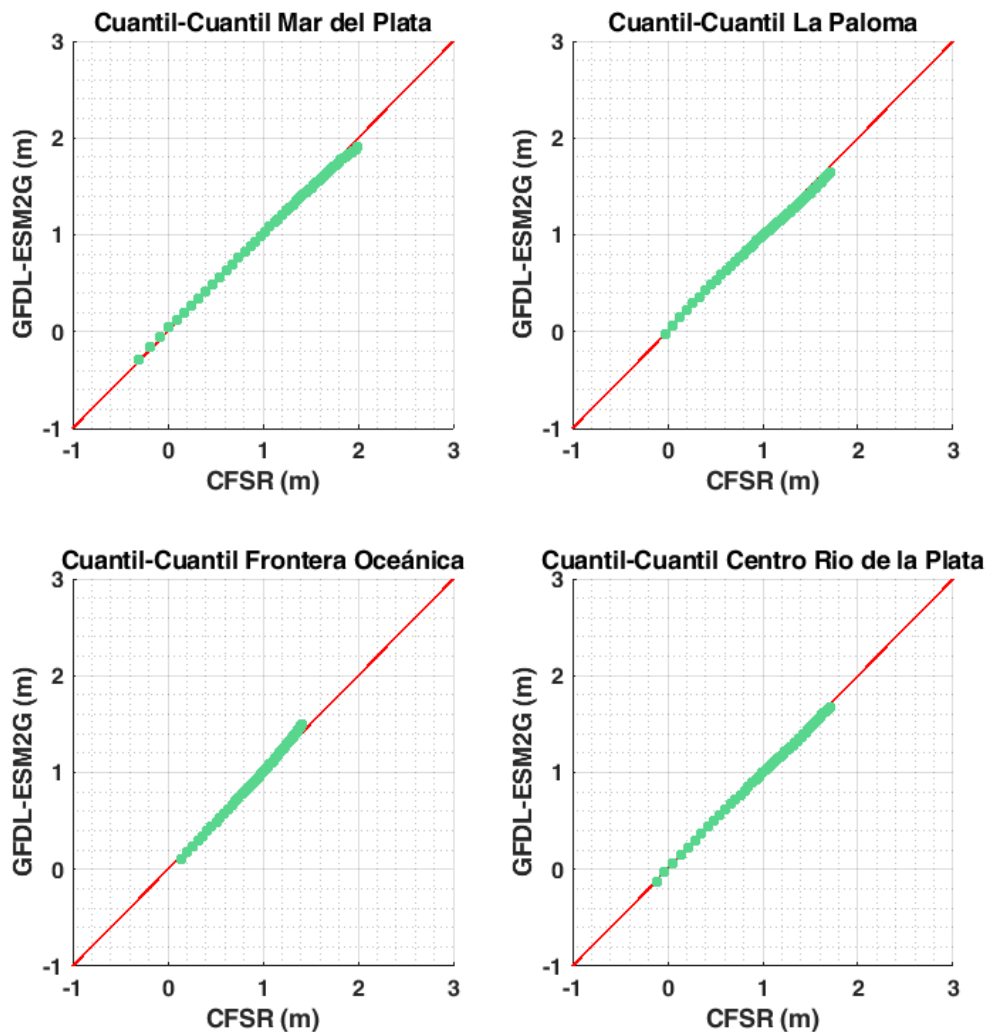 Cuantil-Cuantil Mar del Plata
3
2
1
0
-1
GFDL-ESM2G (m)
-1 0 1 2 3
CFSR (m)
Cuantil-Cuantil La Paloma
3
2
1
0
-1
GFDL-ESM2G (m)
-1 0 1 2 3
CFSR (m)
Cuantil-Cuantil Frontera Oceánica
3
2
1
0
-1
GFDL-ESM2G (m)
-1 0 1 2 3
CFSR (m)
Cuantil-Cuantil Centro Rio de la Plata
3
2
1
0
-1
GFDL-ESM2G (m)
-1 0 1 2 3
CFSR (m)